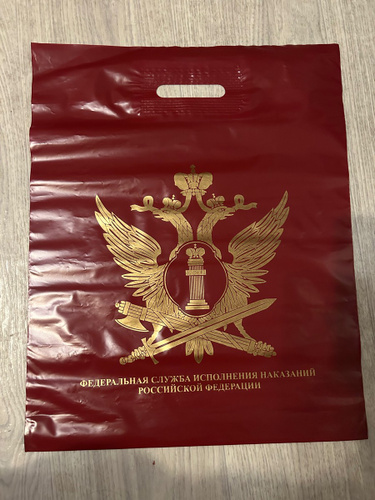 ФЕДЕРАЛЬНАЯ СЛУЖБА ИСПОЛНЕНИЯ НАКАЗАНИЙ
РОССИЙСКОЙ ФЕДЕРАЦИИ